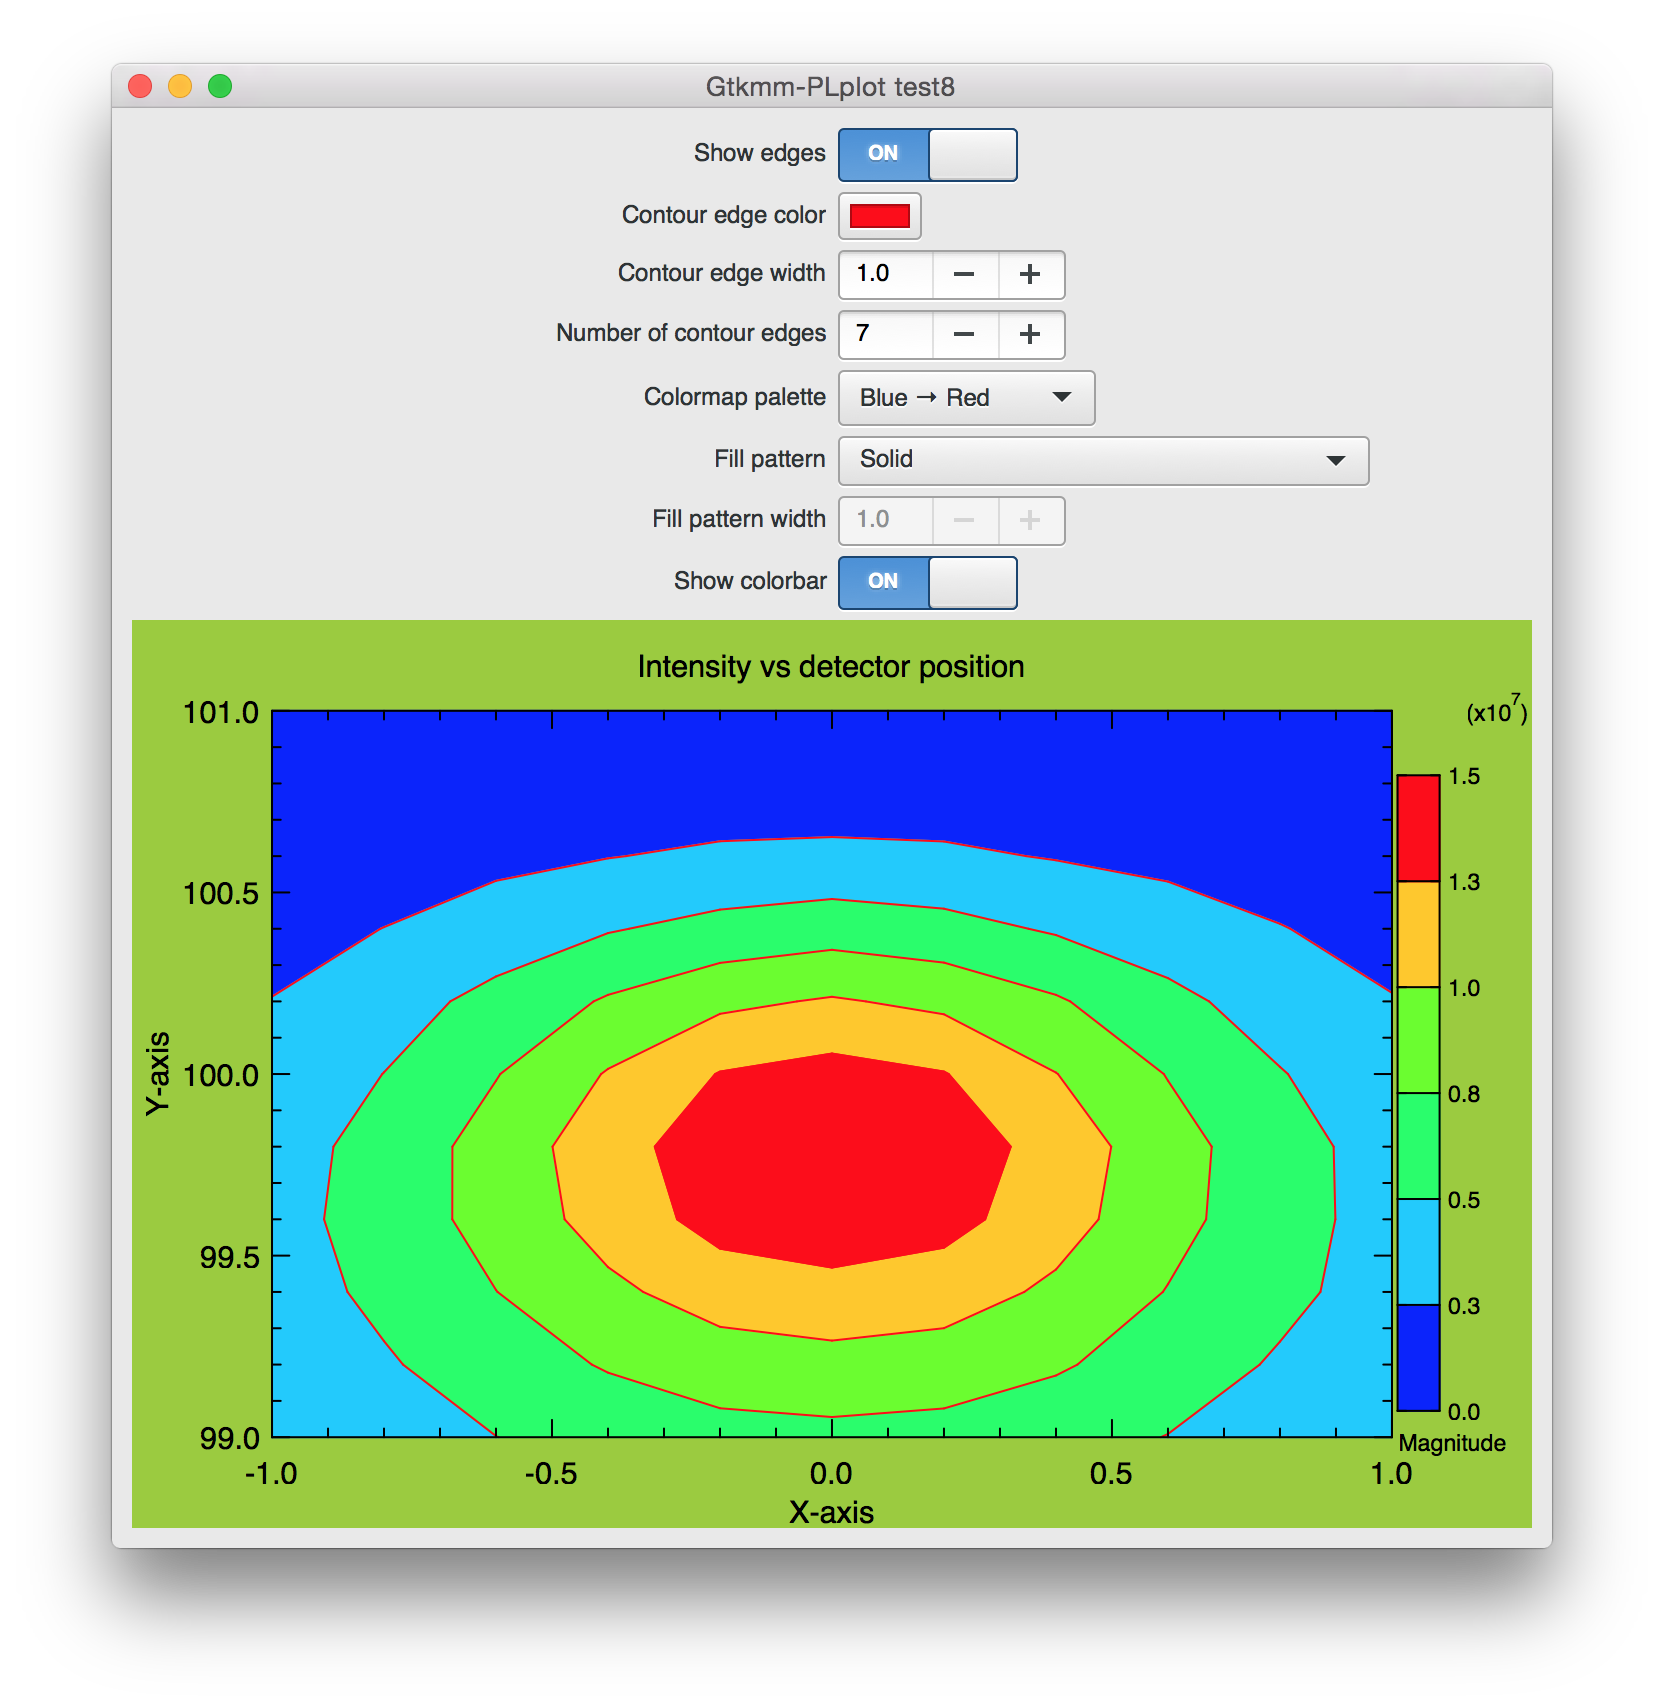 Gtkmm-PLplot test8
Show edges ON
Contour edge color
Contour edge width 1.0 − +
Number of contour edges 7 − +
Colormap palette Blue → Red
Fill pattern Solid
Fill pattern width 1.0 − +
Show colorbar ON
Intensity vs detector position
(x10⁷)
101.0
100.5
100.0
99.5
99.0
Y-axis
-1.0 -0.5 0.0 0.5 1.0
X-axis
1.5
1.3
1.0
0.8
0.5
0.3
0.0
Magnitude